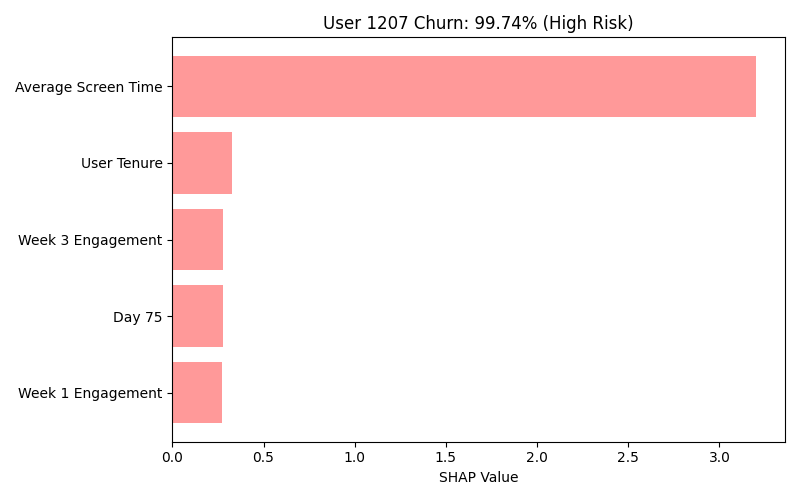 User 1207 Churn: 99.74% (High Risk)
Average Screen Time
User Tenure
Week 3 Engagement
Day 75
Week 1 Engagement
0.0 0.5 1.0 1.5 2.0 2.5 3.0
SHAP Value